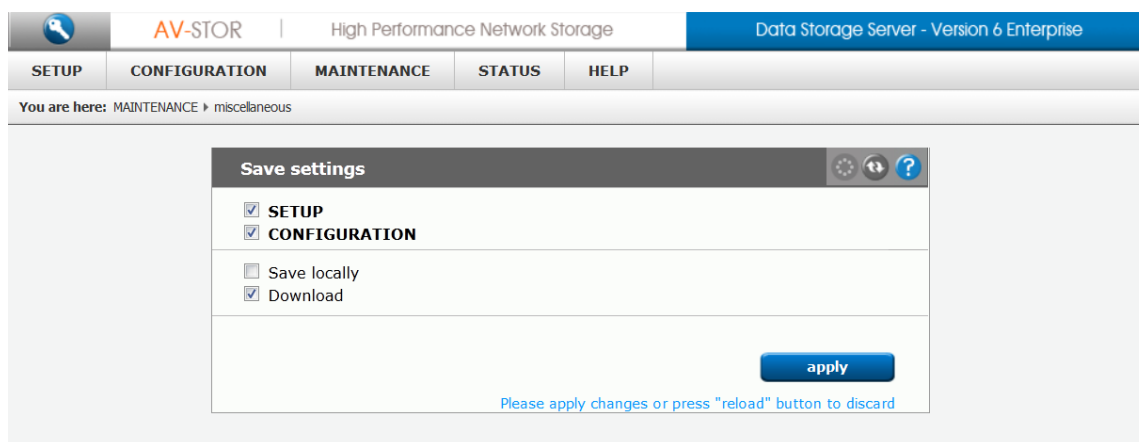 AV-STOR | High Performance Network Storage Data Storage Server - Version 6 Enterprise
SETUP CONFIGURATION MAINTENANCE STATUS HELP
You are here: MAINTENANCE miscellaneous
Save settings ?
SETUP
CONFIGURATION
Save locally
Download
apply
Please apply changes or press "reload" button to discard